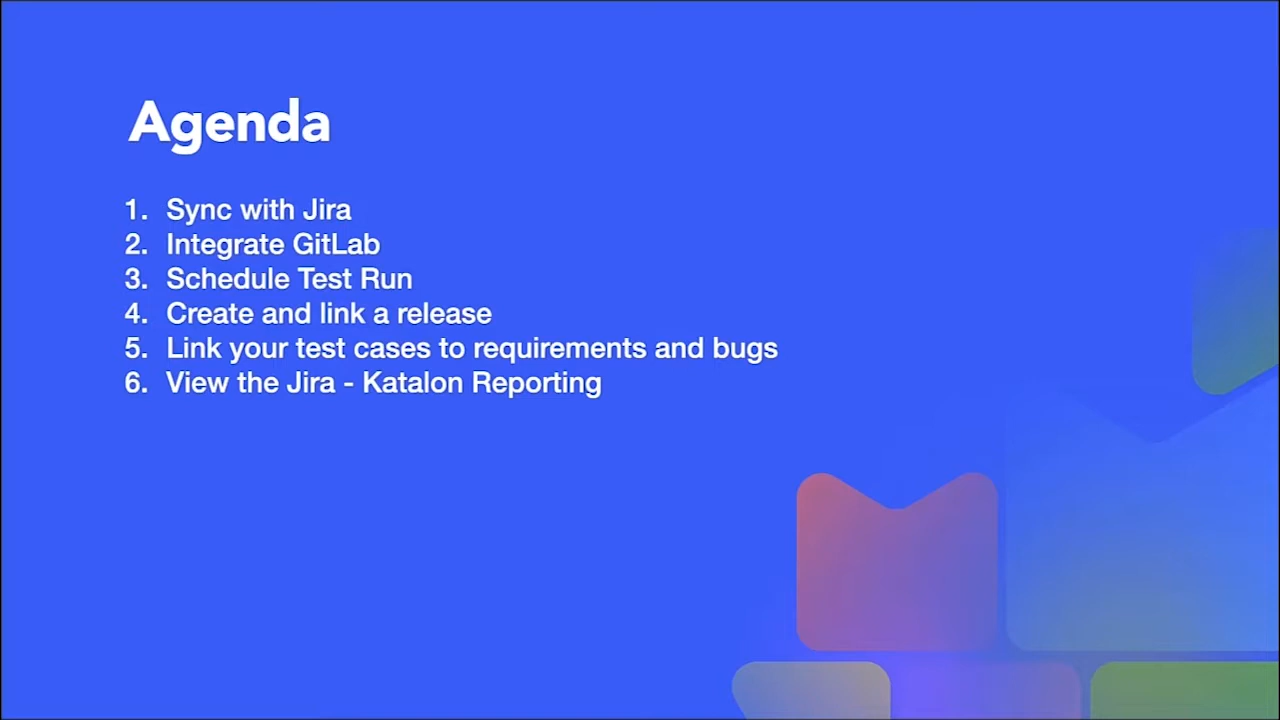 Agenda
1. Sync with Jira
2. Integrate GitLab
3. Schedule Test Run
4. Create and link a release
5. Link your test cases to requirements and bugs
6. View the Jira - Katalon Reporting